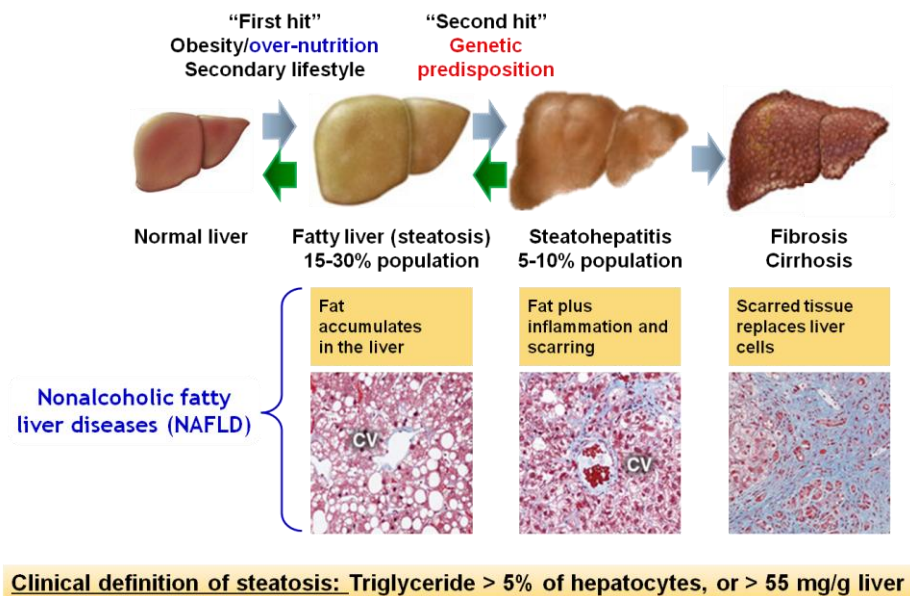 “First hit”
Obesity/over-nutrition
Secondary lifestyle
“Second hit”
Genetic
predisposition
Normal liver
Fatty liver (steatosis)
15-30% population
Steatohepatitis
5-10% population
Fibrosis
Cirrhosis
Nonalcoholic fatty
liver diseases (NAFLD)
Fat
accumulates
in the liver
Fat plus
inflammation and
scarring
Scarred tissue
replaces liver
cells
CV
CV
Clinical definition of steatosis: Triglyceride > 5% of hepatocytes, or > 55 mg/g liver